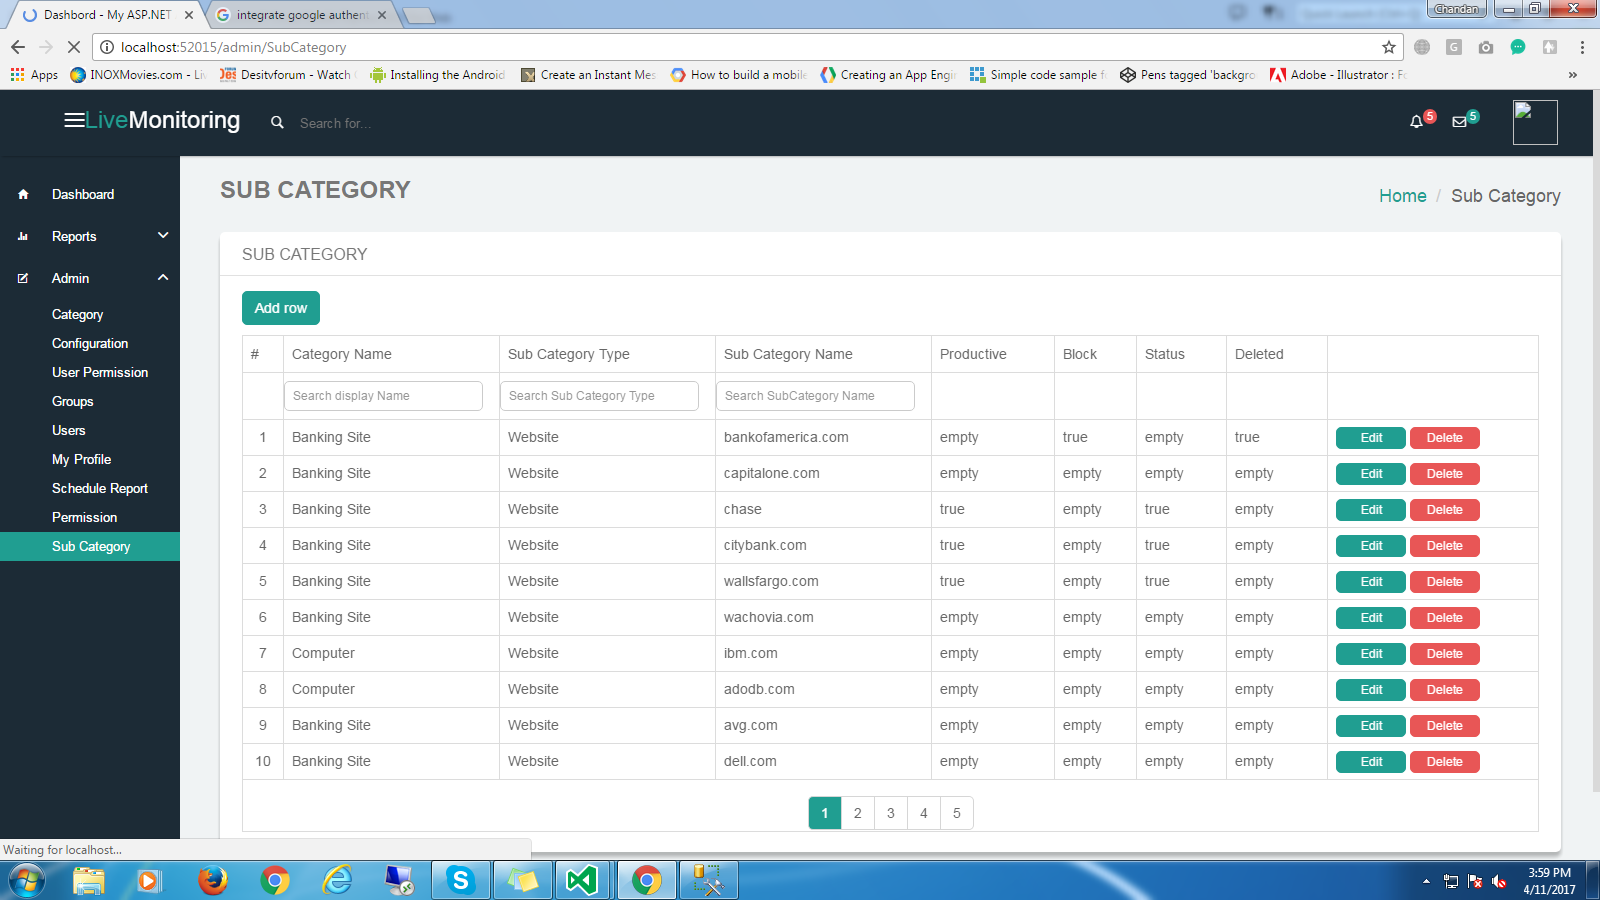 Dashbord - My ASP.NET
integrate google authent
Chandan
localhost:52015/admin/SubCategory
Apps
INOXMovies.com - Li
Desitvforum - Watch
Installing the Android
Create an Instant Mes
How to build a mobile
Creating an App Engi
Simple code sample f
Pens tagged 'backgro
Adobe - Illustrator : Fo
»
LiveMonitoring
Search for...
5
5
Dashboard
Reports
Admin
Category
Configuration
User Permission
Groups
Users
My Profile
Schedule Report
Permission
Sub Category
SUB CATEGORY
Home / Sub Category
SUB CATEGORY
Add row
# Category Name Sub Category Type Sub Category Name Productive Block Status Deleted
Search display Name Search Sub Category Type Search SubCategory Name
1 Banking Site Website bankofamerica.com empty true empty true Edit Delete
2 Banking Site Website capitalone.com empty empty empty empty Edit Delete
3 Banking Site Website chase true empty true empty Edit Delete
4 Banking Site Website citybank.com true empty true empty Edit Delete
5 Banking Site Website wallsfargo.com true empty true empty Edit Delete
6 Banking Site Website wachovia.com empty empty empty empty Edit Delete
7 Computer Website ibm.com empty empty empty empty Edit Delete
8 Computer Website adodb.com empty empty empty empty Edit Delete
9 Banking Site Website avg.com empty empty empty empty Edit Delete
10 Banking Site Website dell.com empty empty empty empty Edit Delete
1 2 3 4 5
Waiting for localhost...
3:59 PM
4/11/2017